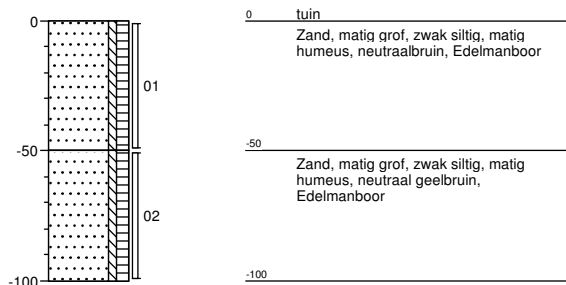 0
-50
-100
01
02
0 tuin
Zand, matig grof, zwak siltig, matig
humeus, neutraalbruin, Edelmanboor
-50
Zand, matig grof, zwak siltig, matig
humeus, neutraal geelbruin,
Edelmanboor
-100